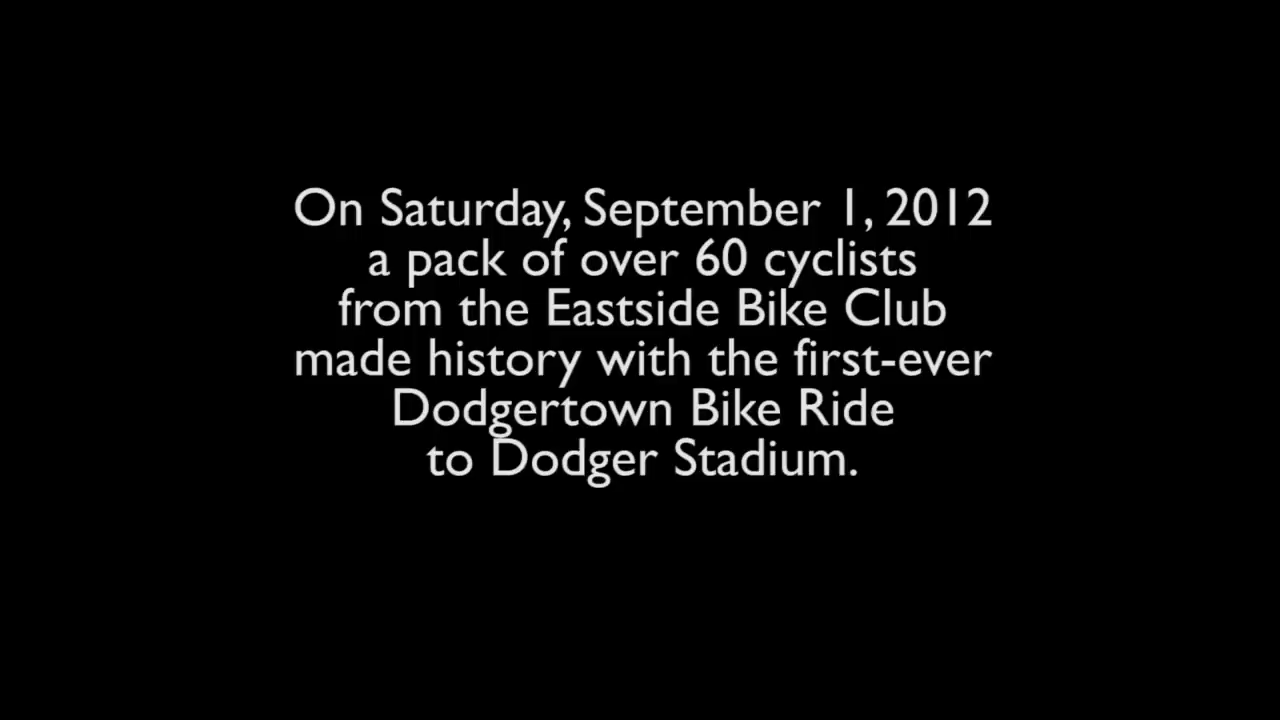 On Saturday, September 1, 2012
a pack of over 60 cyclists
from the Eastside Bike Club
made history with the first-ever
Dodgertown Bike Ride
to Dodger Stadium.